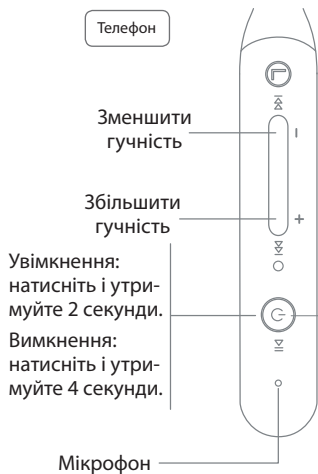 Телефон
Зменшити
гучність
Збільшити
гучність
Увімкнення:
натисніть і утри-
муйте 2 секунди.
Вимкнення:
натисніть і утри-
муйте 4 секунди.
Мікрофон